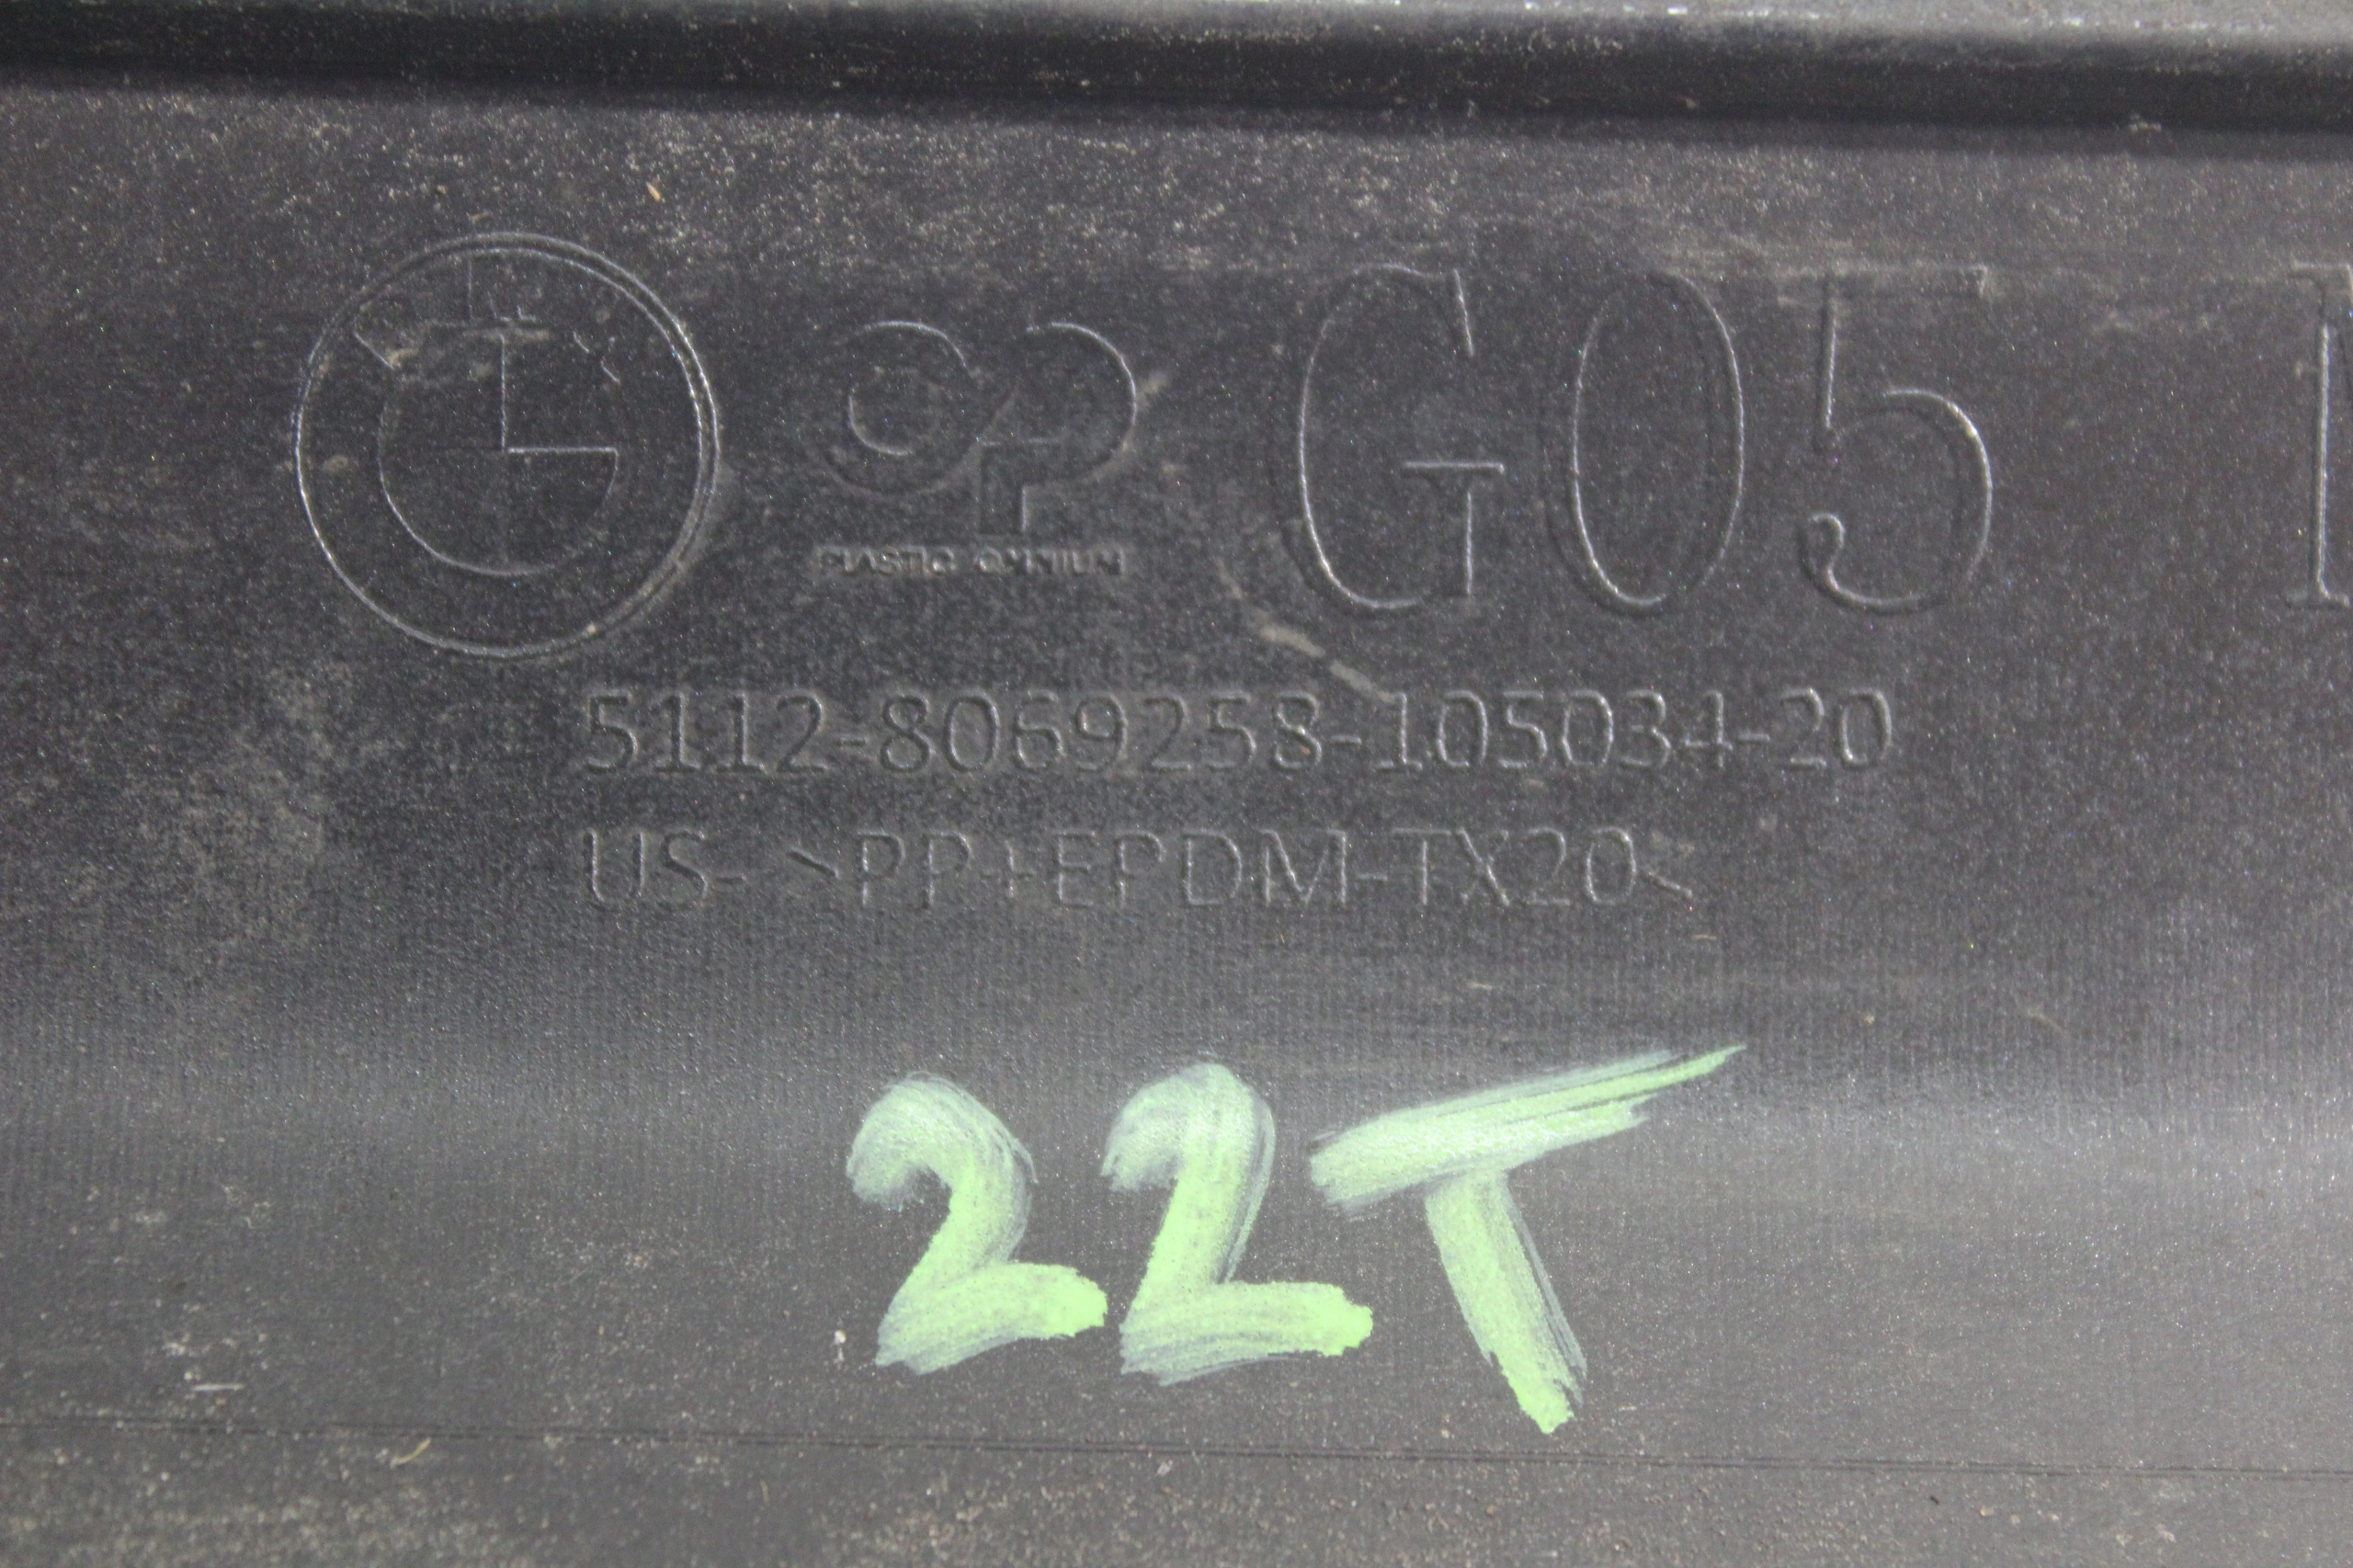 G05
PLASTIC OMNIUM
5112-8069258-105034-20
US- >PP+EPDM-TX20<
22T